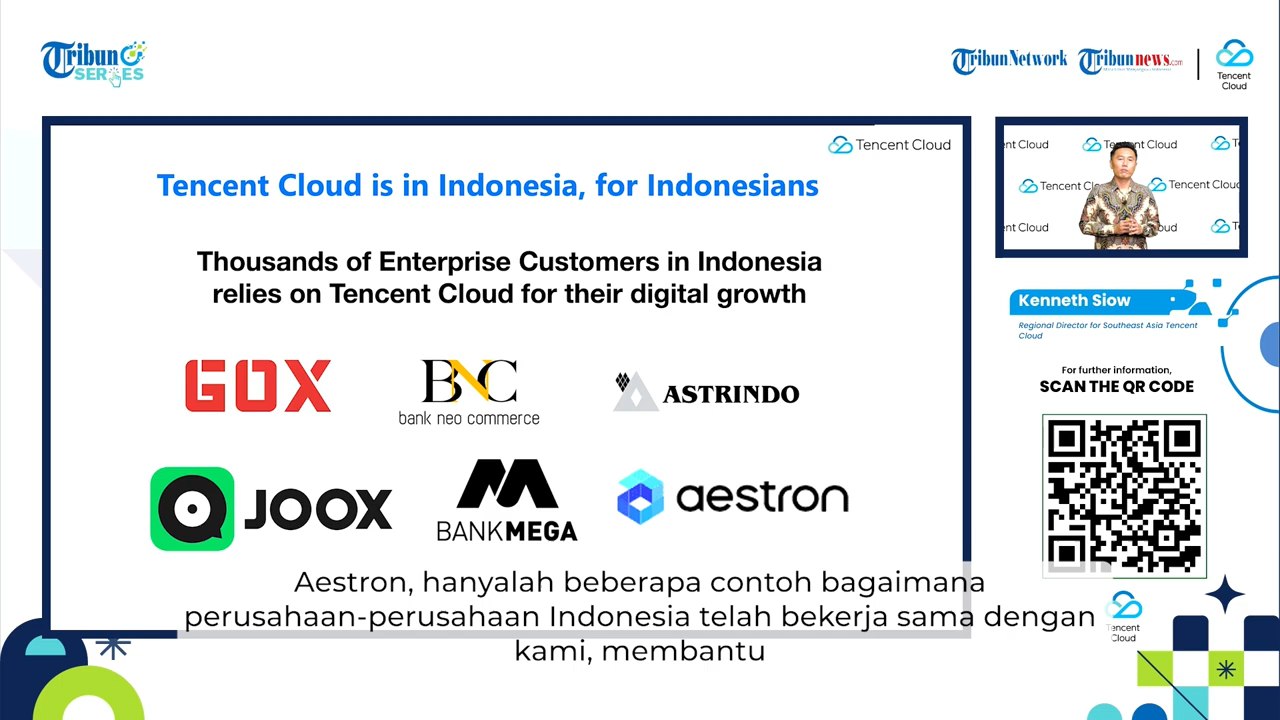 Tribun
SERIES
TribunNetwork
Tribunnews.com
Tencent
Cloud
Tencent Cloud
Tencent Cloud is in Indonesia, for Indonesians
Thousands of Enterprise Customers in Indonesia
relies on Tencent Cloud for their digital growth
GOX
BNC
bank neo commerce
ASTRINDO
JOOX
BANKMEGA
aestron
Aestron, hanyalah beberapa contoh bagaimana
perusahaan-perusahaan Indonesia telah bekerja sama dengan
kami, membantu
Kenneth Siow
Regional Director for Southeast Asia Tencent
Cloud
For further information,
SCAN THE QR CODE
Tencent
Cloud